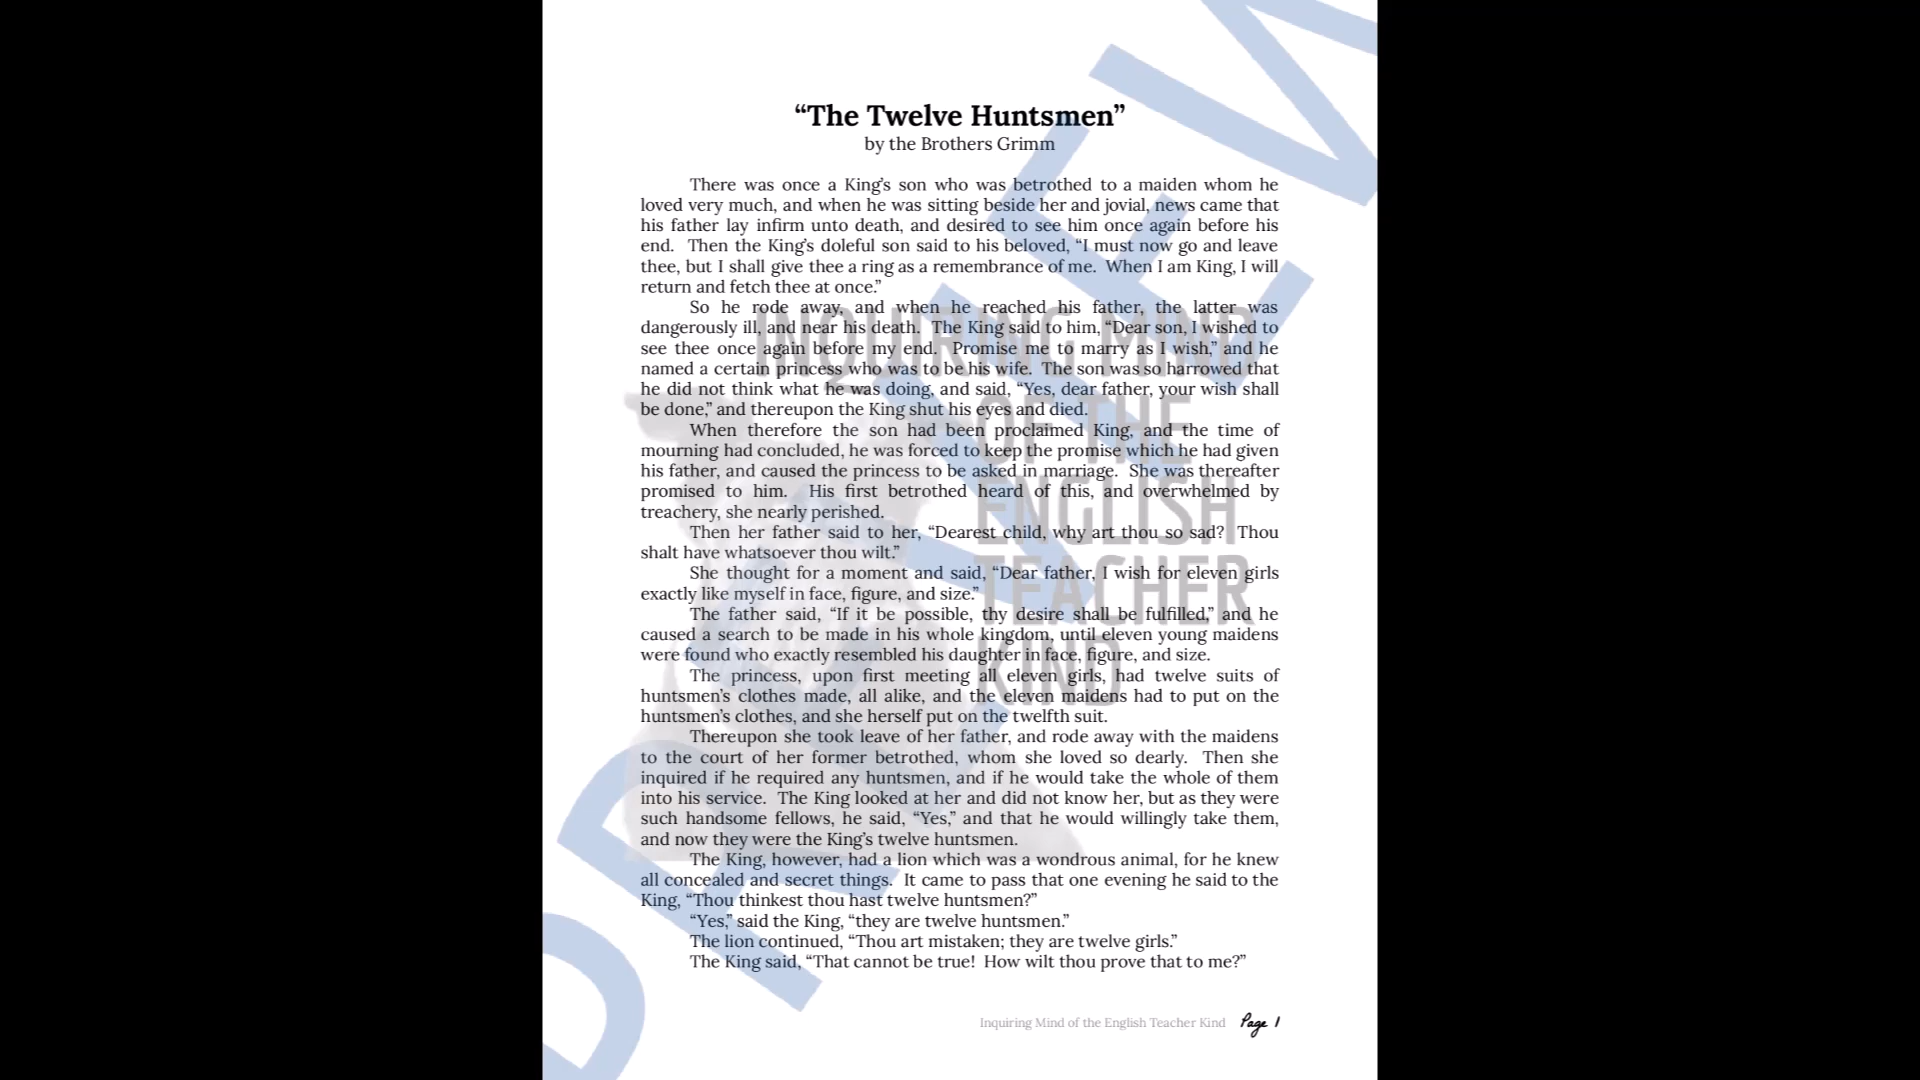 “The Twelve Huntsmen”
by the Brothers Grimm
There was once a King’s son who was betrothed to a maiden whom he
loved very much, and when he was sitting beside her and jovial, news came that
his father lay infirm unto death, and desired to see him once again before his
end.  Then the King’s doleful son said to his beloved, “I must now go and leave
thee, but I shall give thee a ring as a remembrance of me.  When I am King, I will
return and fetch thee at once.”
So he rode away, and when he reached his father, the latter was
dangerously ill, and near his death.  The King said to him, “Dear son, I wished to
see thee once again before my end.  Promise me to marry as I wish,” and he
named a certain princess who was to be his wife.  The son was so harrowed that
he did not think what he was doing, and said, “Yes, dear father, your wish shall
be done,” and thereupon the King shut his eyes and died.
When therefore the son had been proclaimed King, and the time of
mourning had concluded, he was forced to keep the promise which he had given
his father, and caused the princess to be asked in marriage.  She was thereafter
promised to him.  His first betrothed heard of this, and overwhelmed by
treachery, she nearly perished.
Then her father said to her, “Dearest child, why art thou so sad?  Thou
shalt have whatsoever thou wilt.”
She thought for a moment and said, “Dear father, I wish for eleven girls
exactly like myself in face, figure, and size.”
The father said, “If it be possible, thy desire shall be fulfilled,” and he
caused a search to be made in his whole kingdom, until eleven young maidens
were found who exactly resembled his daughter in face, figure, and size.
The princess, upon first meeting all eleven girls, had twelve suits of
huntsmen’s clothes made, all alike, and the eleven maidens had to put on the
huntsmen’s clothes, and she herself put on the twelfth suit.
Thereupon she took leave of her father, and rode away with the maidens
to the court of her former betrothed, whom she loved so dearly.  Then she
inquired if he required any huntsmen, and if he would take the whole of them
into his service.  The King looked at her and did not know her, but as they were
such handsome fellows, he said, “Yes,” and that he would willingly take them,
and now they were the King’s twelve huntsmen.
The King, however, had a lion which was a wondrous animal, for he knew
all concealed and secret things.  It came to pass that one evening he said to the
King, “Thou thinkest thou hast twelve huntsmen?”
“Yes,” said the King, “they are twelve huntsmen.”
The lion continued, “Thou art mistaken; they are twelve girls.”
The King said, “That cannot be true!  How wilt thou prove that to me?”
Inquiring Mind of the English Teacher Kind Page 1
INQUIRING MIND
OF THE
ENGLISH
TEACHER
KIND
PREVIEW